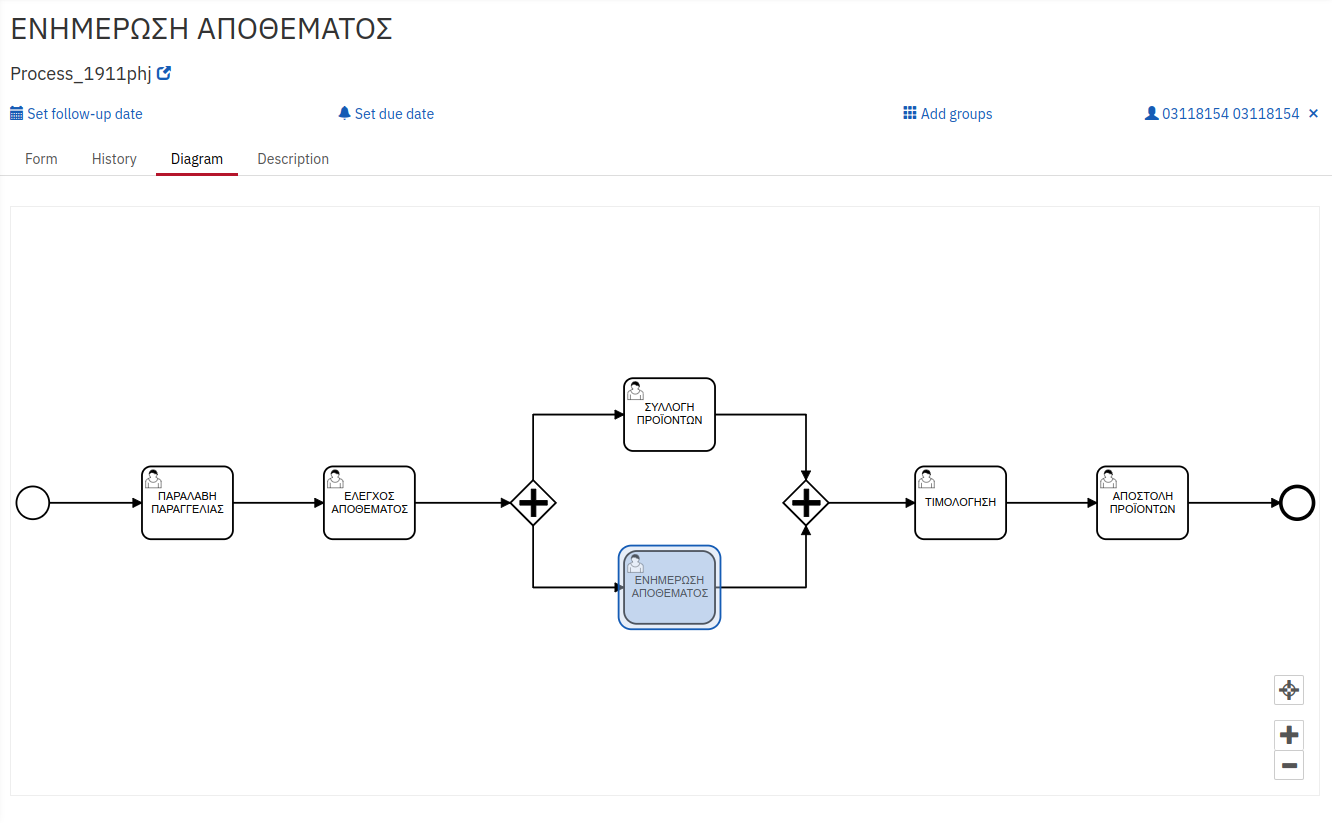 ΕΝΗΜΕΡΩΣΗ ΑΠΟΘΕΜΑΤΟΣ
Process_1911phj
Set follow-up date
Set due date
Add groups
03118154 03118154 ×
Form
History
Diagram
Description
ΣΥΛΛΟΓΗ
ΠΡΟΪΟΝΤΩΝ
ΠΑΡΑΛΑΒΗ
ΠΑΡΑΓΓΕΛΙΑΣ
ΕΛΕΓΧΟΣ
ΑΠΟΘΕΜΑΤΟΣ
ΕΝΗΜΕΡΩΣΗ
ΑΠΟΘΕΜΑΤΟΣ
ΤΙΜΟΛΟΓΗΣΗ
ΑΠΟΣΤΟΛΗ
ΠΡΟΪΟΝΤΩΝ